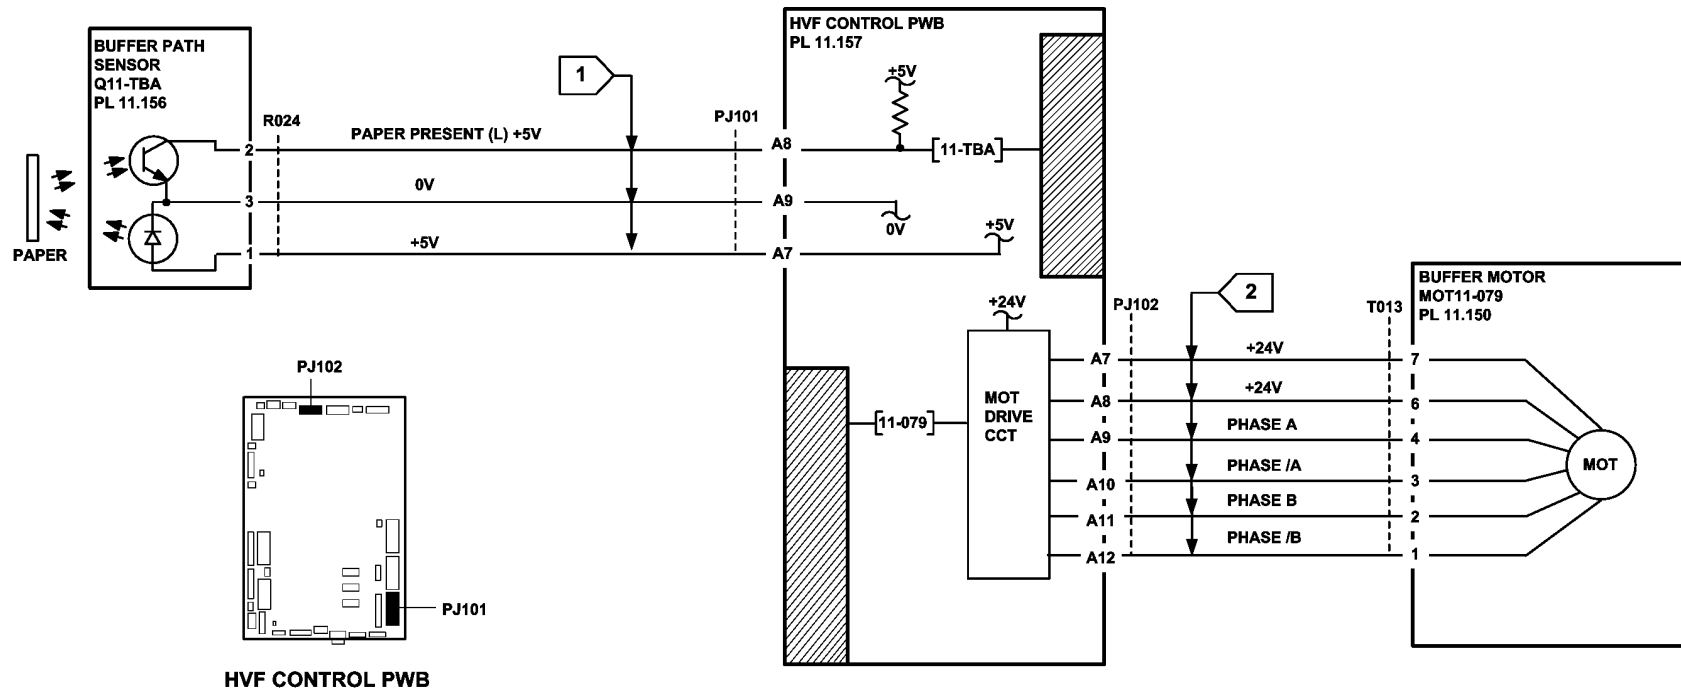 BUFFER PATH
SENSOR
Q11-TBA
PL 11.156
PAPER
2
3
1
R024
PAPER PRESENT (L) +5V
0V
+5V
1
PJ101
HVF CONTROL PWB
PL 11.157
A8
A9
A7
+5V
11-TBA
0V
+5V
+24V
MOT
DRIVE
CCT
11-079
A7
A8
A9
A10
A11
A12
PJ102
2
+24V
+24V
PHASE A
PHASE /A
PHASE B
PHASE /B
T013
BUFFER MOTOR
MOT11-079
PL 11.150
7
6
4
3
2
1
MOT
PJ102
PJ101
HVF CONTROL PWB